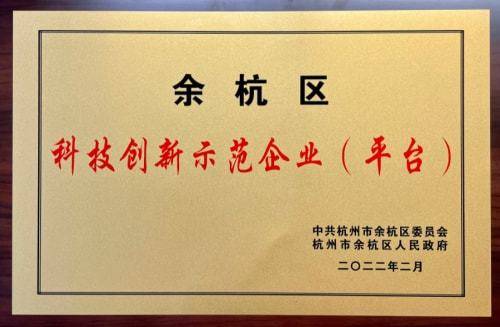 余杭区
科技创新示范企业（平台）
中共杭州市余杭区委员会
杭州市余杭区人民政府
二〇二二年二月